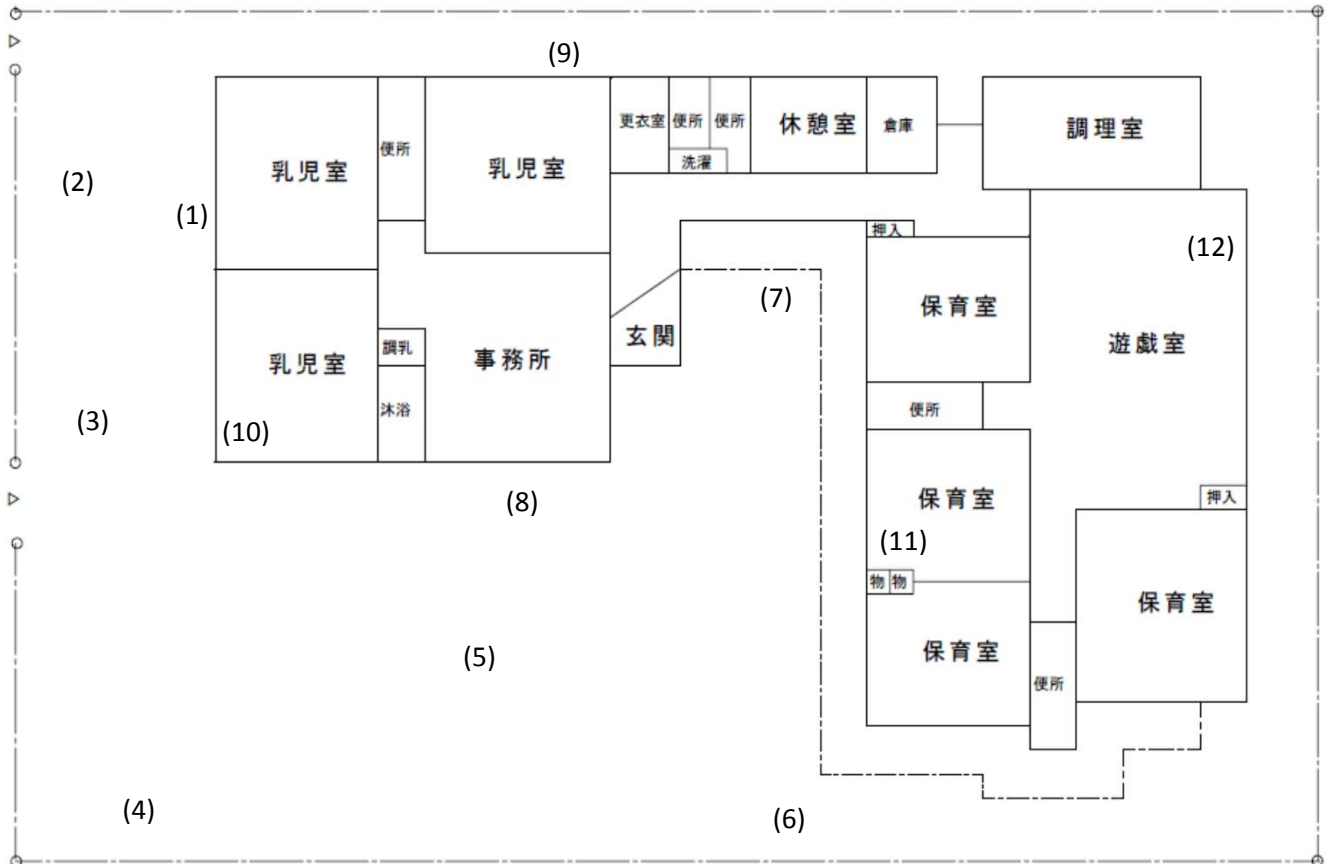 (9)
更衣室 便所 便所 休憩室 倉庫 調理室
便所
乳児室 乳児室 洗濯
(2)
(1)
押入 (12)
(7)
保育室
玄関
遊戯室
調乳
乳児室 事務所
沐浴 便所
(3)
(10)
(8)
保育室
押入
(11)
物 物
保育室
保育室
(5)
便所
(4)
(6)